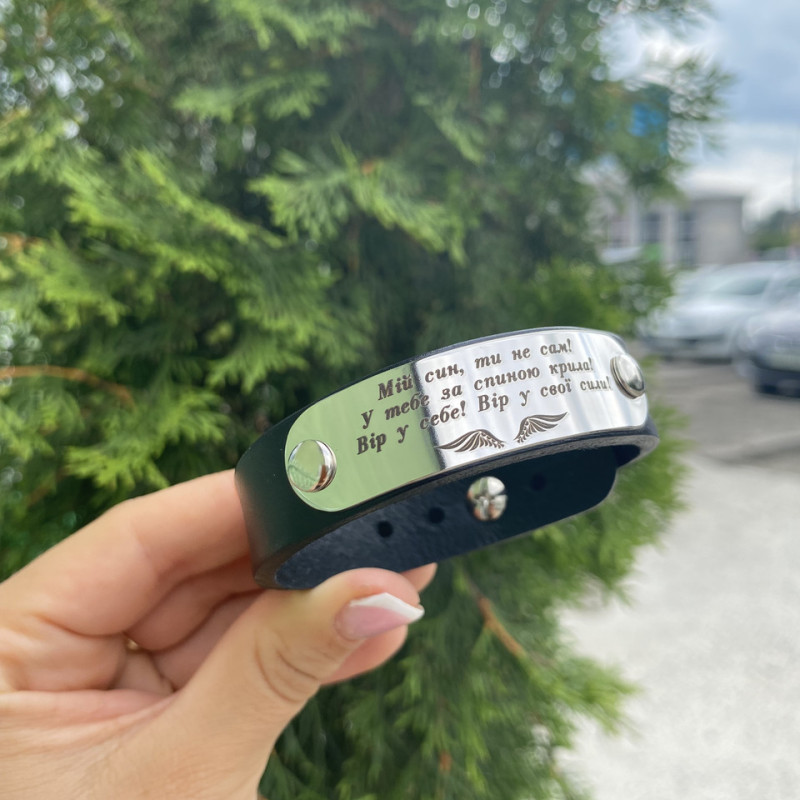 Мій син, ти не сам!
у тебе за спиною крила!
Вір у себе! Вір у свої сили!